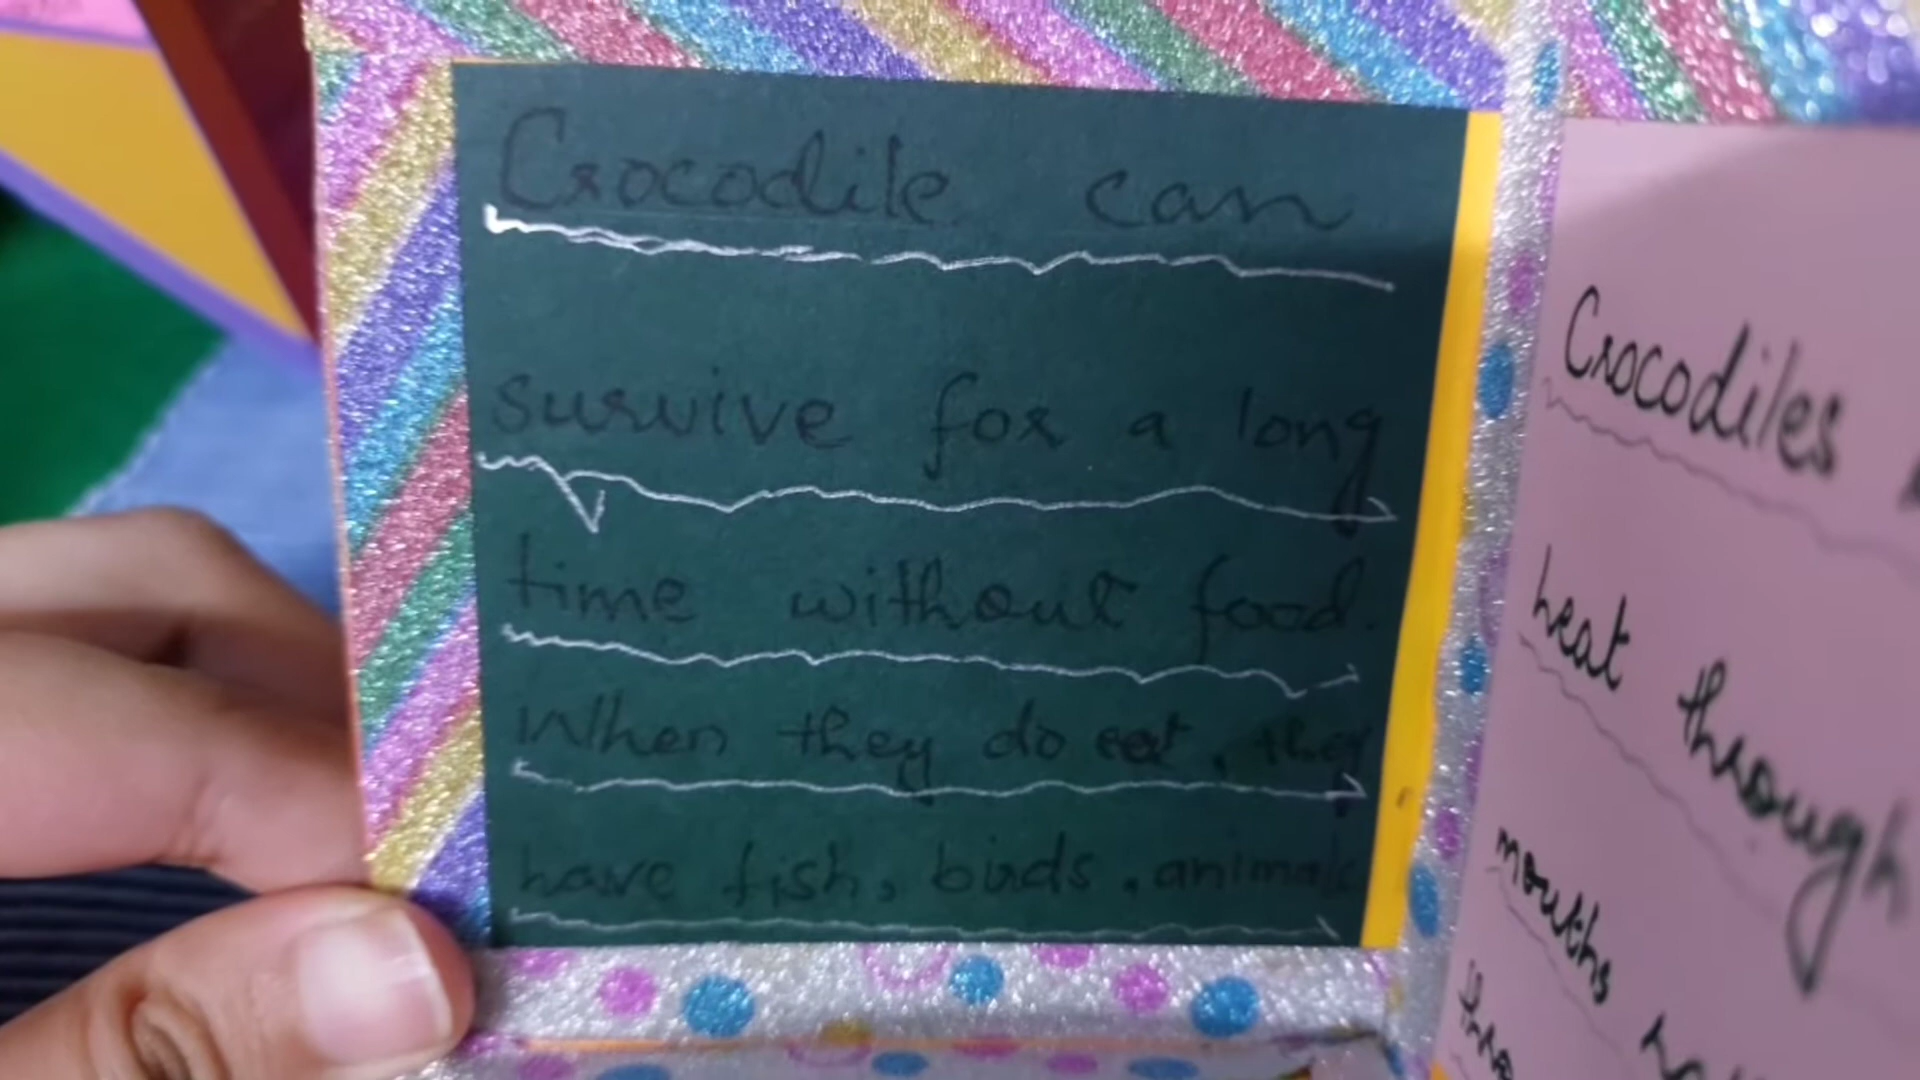 Crocodile can
survive for a long
time without food.
When they do eat, they
have fish, birds, animals
Crocodiles
heat through
mouths